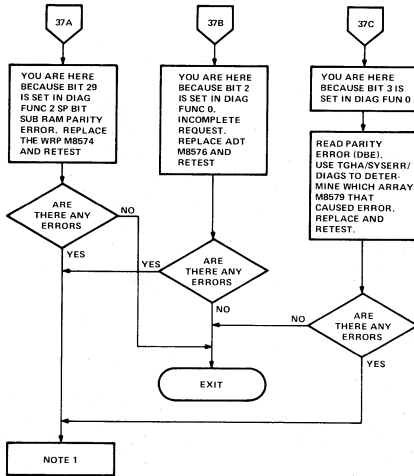 37A
YOU ARE HERE
BECAUSE BIT 29
IS SET IN DIAG
FUNC 2 SP BIT
SUB RAM PARITY
ERROR. REPLACE
THE WRP M8574
AND RETEST
ARE
THERE ANY
ERRORS
NO
YES
37B
YOU ARE HERE
BECAUSE BIT 2
IS SET IN DIAG
FUNC 0.
INCOMPLETE
REQUEST.
REPLACE ADT
M8576 AND
RETEST
ARE
THERE ANY
ERRORS
YES
NO
37C
YOU ARE HERE
BECAUSE BIT 3 IS
SET IN DIAG FUN 0
READ PARITY
ERROR (DBE).
USE TGHA/SYSERR/
DIAGS TO DETER-
MINE WHICH ARRAY
M8579 THAT
CAUSED ERROR.
REPLACE AND
RETEST.
ARE
THERE ANY
ERRORS
NO
YES
EXIT
NOTE 1